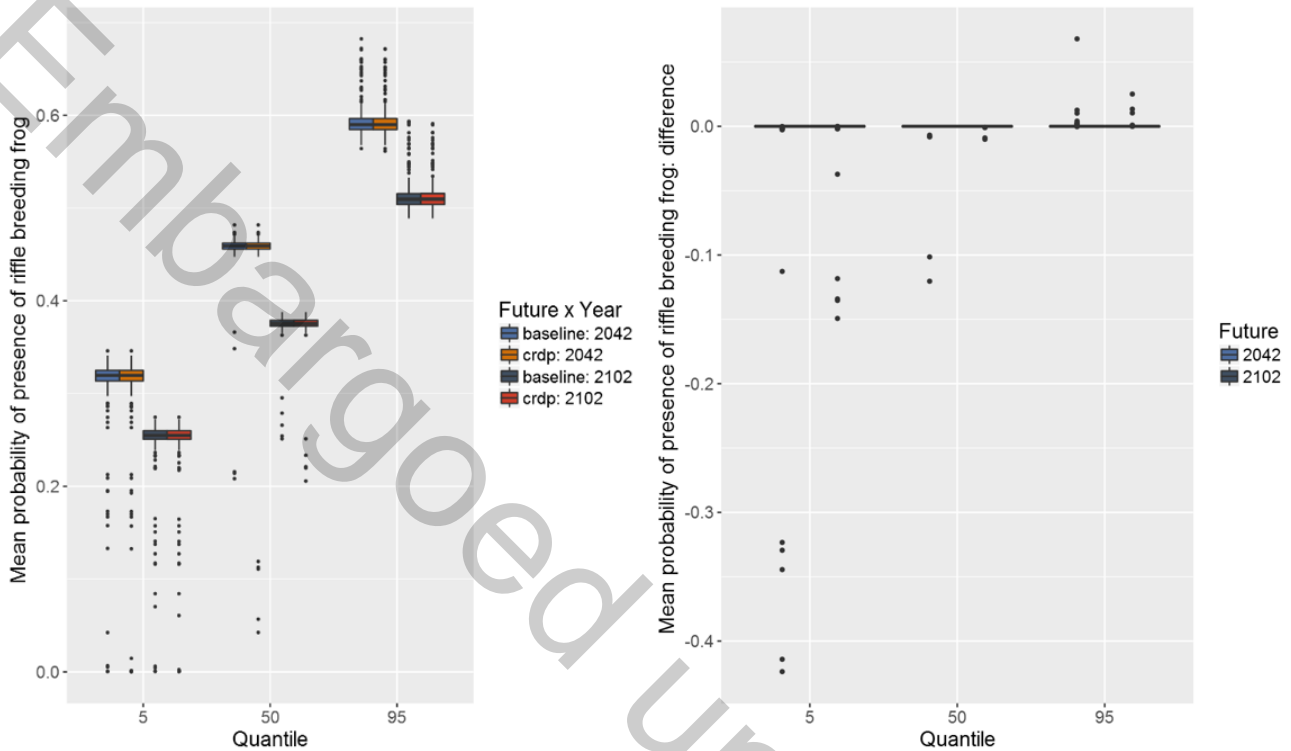 Mean probability of presence of riffle breeding frog
0.6
0.4
0.2
0.0
5
50
95
Quantile
Future x Year
baseline: 2042
crdp: 2042
baseline: 2102
crdp: 2102
Mean probability of presence of riffle breeding frog: difference
0.0
-0.1
-0.2
-0.3
-0.4
5
50
95
Quantile
Future
2042
2102
Embargoed